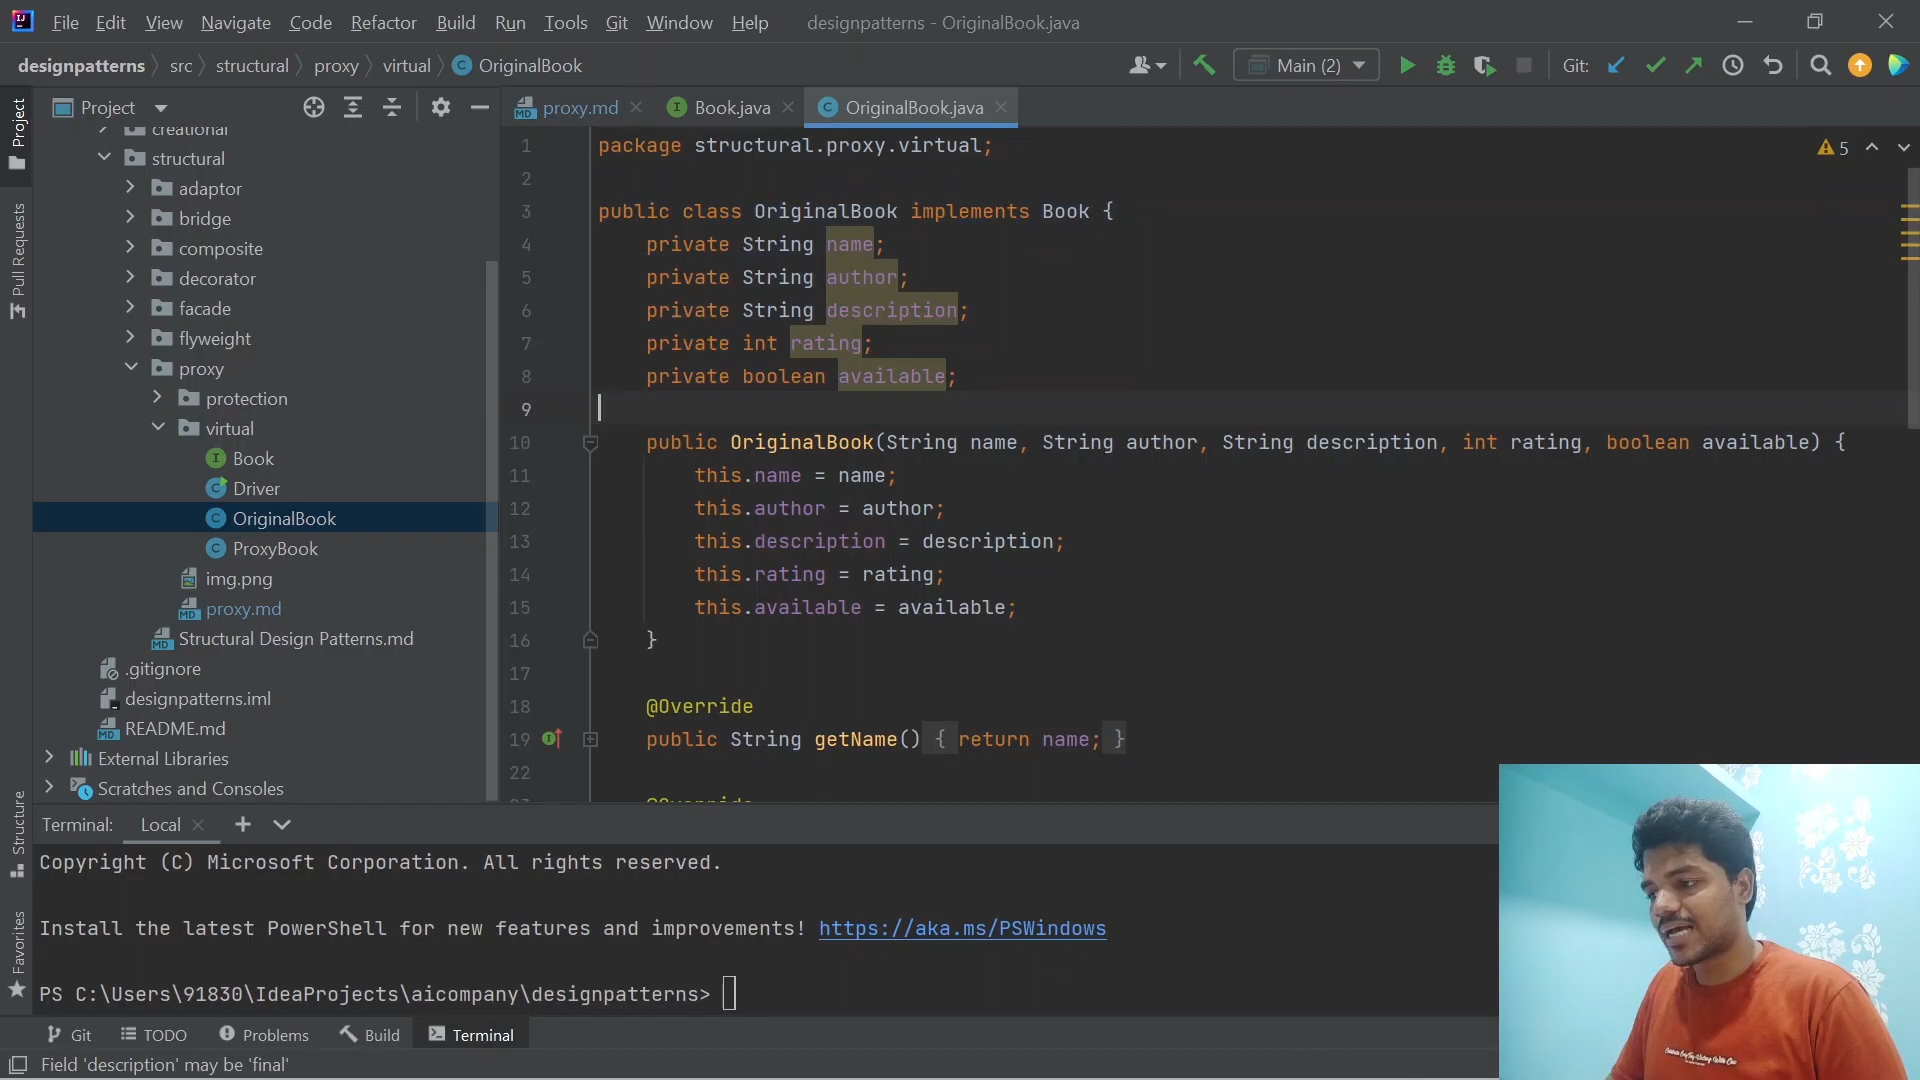 File Edit View Navigate Code Refactor Build Run Tools Git Window Help designpatterns - OriginalBook.java
designpatterns src structural proxy virtual OriginalBook Main (2) Git:
Project
proxy.md Book.java OriginalBook.java
Project
Pull Requests
Structure
Favorites
creational
structural
adaptor
bridge
composite
decorator
facade
flyweight
proxy
protection
virtual
Book
Driver
OriginalBook
ProxyBook
img.png
proxy.md
Structural Design Patterns.md
.gitignore
designpatterns.iml
README.md
External Libraries
Scratches and Consoles
5
1 package structural.proxy.virtual;
2
3 public class OriginalBook implements Book {
4 private String name;
5 private String author;
6 private String description;
7 private int rating;
8 private boolean available;
9
10 public OriginalBook(String name, String author, String description, int rating, boolean available) {
11 this.name = name;
12 this.author = author;
13 this.description = description;
14 this.rating = rating;
15 this.available = available;
16 }
17
18 @Override
19 public String getName() { return name; }
22
23 @Override
Terminal: Local
Copyright (C) Microsoft Corporation. All rights reserved.
Install the latest PowerShell for new features and improvements! https://aka.ms/PSWindows
PS C:\Users\91830\IdeaProjects\aicompany\designpatterns>
Git TODO Problems Build Terminal
Field 'description' may be 'final'